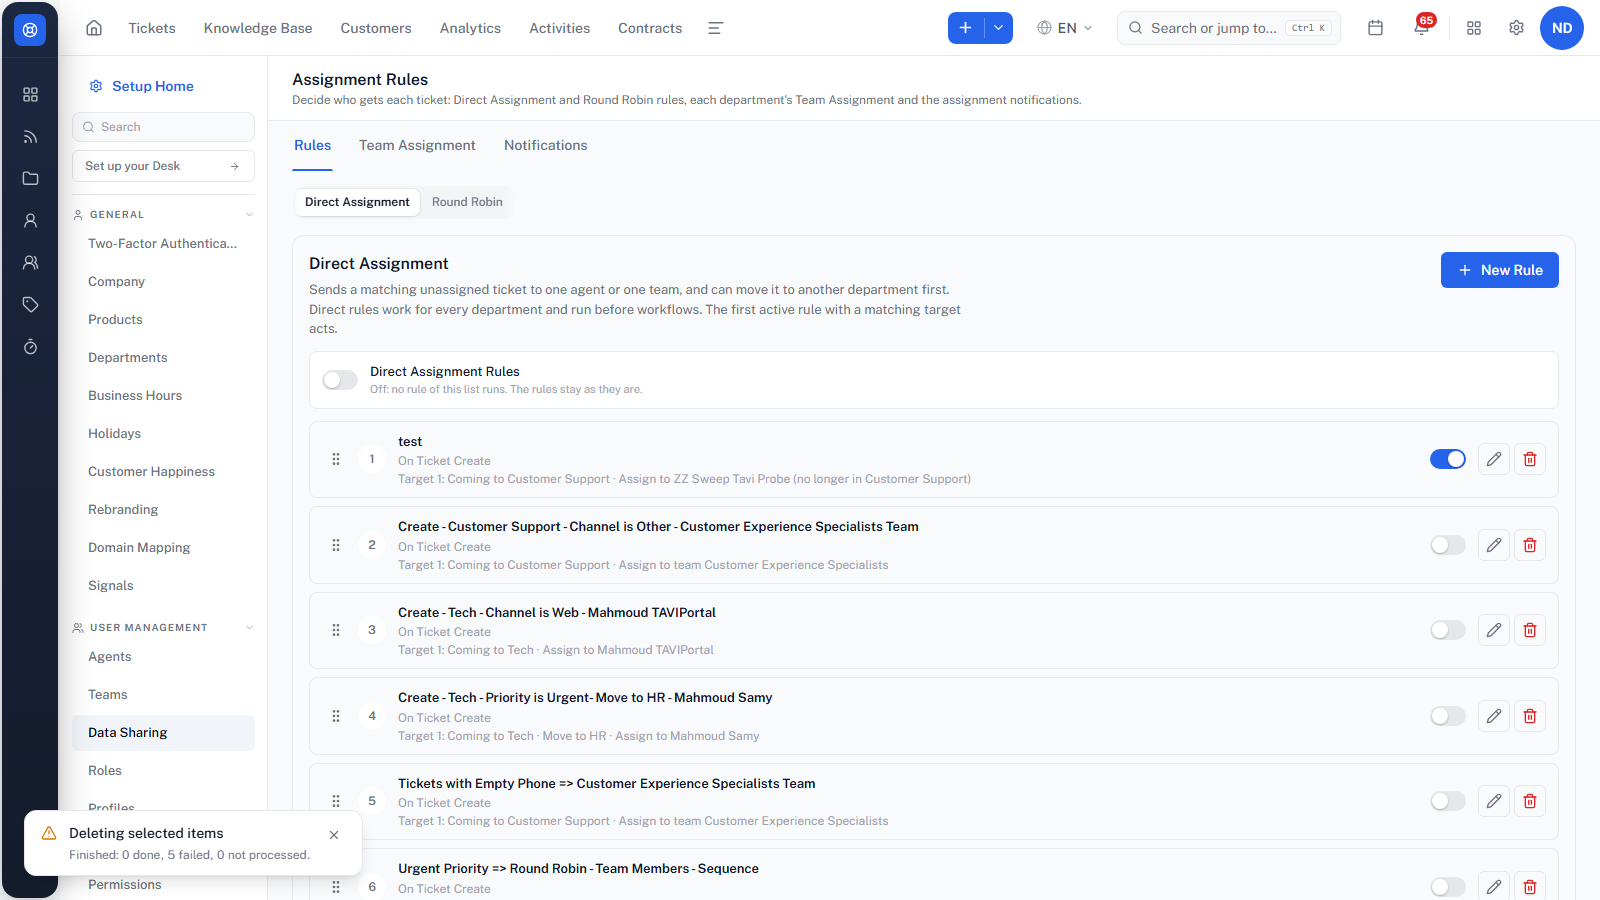 Tickets
Knowledge Base
Customers
Analytics
Activities
Contracts
EN
Search or jump to...
Ctrl K
65
ND
Setup Home
Search
Set up your Desk
GENERAL
Two-Factor Authentica...
Company
Products
Departments
Business Hours
Holidays
Customer Happiness
Rebranding
Domain Mapping
Signals
USER MANAGEMENT
Agents
Teams
Data Sharing
Roles
Profiles
Permissions
Deleting selected items
Finished: 0 done, 5 failed, 0 not processed.
Assignment Rules
Decide who gets each ticket: Direct Assignment and Round Robin rules, each department's Team Assignment and the assignment notifications.
Rules
Team Assignment
Notifications
Direct Assignment
Round Robin
Direct Assignment
Sends a matching unassigned ticket to one agent or one team, and can move it to another department first.
Direct rules work for every department and run before workflows. The first active rule with a matching target
acts.
New Rule
Direct Assignment Rules
Off: no rule of this list runs. The rules stay as they are.
1
test
On Ticket Create
Target 1: Coming to Customer Support · Assign to ZZ Sweep Tavi Probe (no longer in Customer Support)
2
Create - Customer Support - Channel is Other - Customer Experience Specialists Team
On Ticket Create
Target 1: Coming to Customer Support · Assign to team Customer Experience Specialists
3
Create - Tech - Channel is Web - Mahmoud TAVIPortal
On Ticket Create
Target 1: Coming to Tech · Assign to Mahmoud TAVIPortal
4
Create - Tech - Priority is Urgent- Move to HR - Mahmoud Samy
On Ticket Create
Target 1: Coming to Tech · Move to HR · Assign to Mahmoud Samy
5
Tickets with Empty Phone => Customer Experience Specialists Team
On Ticket Create
Target 1: Coming to Customer Support · Assign to team Customer Experience Specialists
6
Urgent Priority => Round Robin - Team Members - Sequence
On Ticket Create